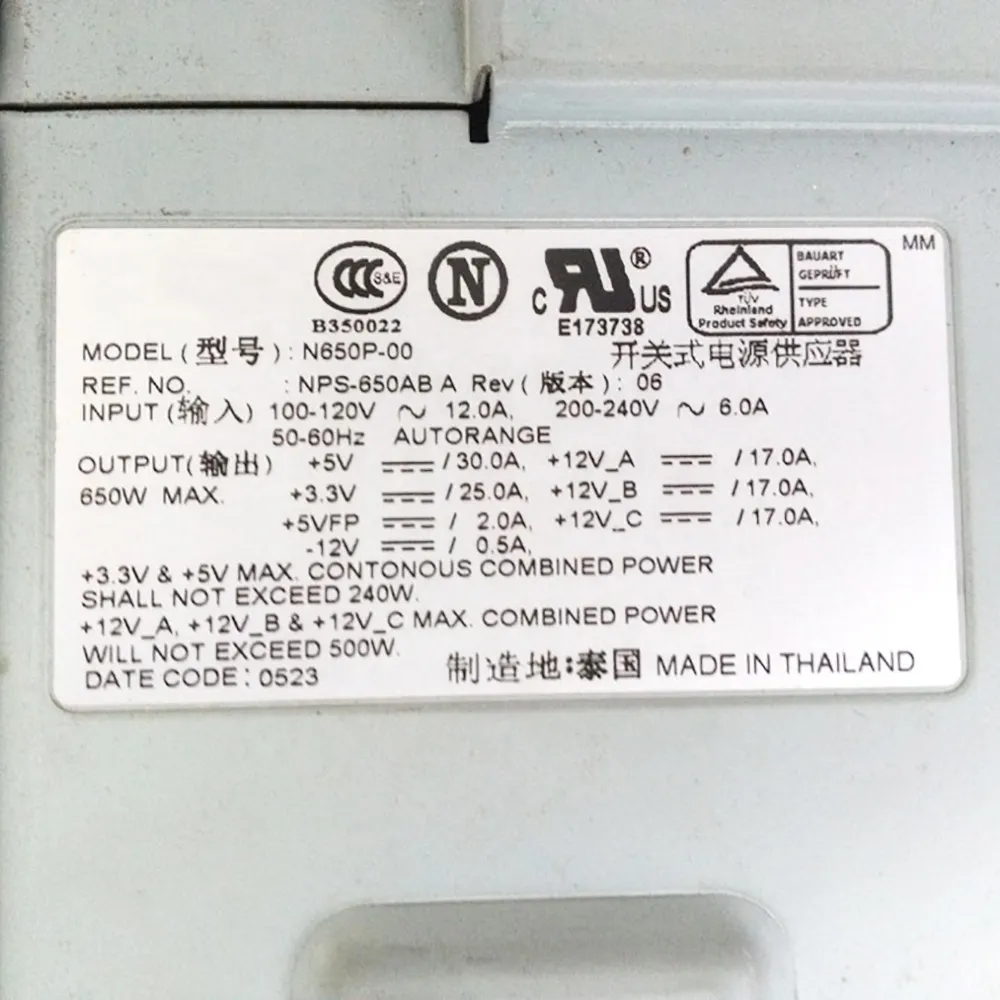 MM
CCC S&E N C RU® US TÜV Rheinland Product Safety BAUART GEPRÜFT TYPE APPROVED
B350022 E173738
MODEL (型号) : N650P-00 开关式电源供应器
REF. NO. : NPS-650AB A Rev (版本) : 06
INPUT (输入) 100-120V ~ 12.0A, 200-240V ~ 6.0A
50-60Hz AUTORANGE
OUTPUT(输出) +5V ⎓ / 30.0A, +12V_A ⎓ / 17.0A,
650W MAX. +3.3V ⎓ / 25.0A, +12V_B ⎓ / 17.0A,
+5VFP ⎓ / 2.0A, +12V_C ⎓ / 17.0A,
-12V ⎓ / 0.5A,
+3.3V & +5V MAX. CONTONOUS COMBINED POWER
SHALL NOT EXCEED 240W.
+12V_A, +12V_B & +12V_C MAX. COMBINED POWER
WILL NOT EXCEED 500W.
DATE CODE : 0523 制造地:泰国 MADE IN THAILAND